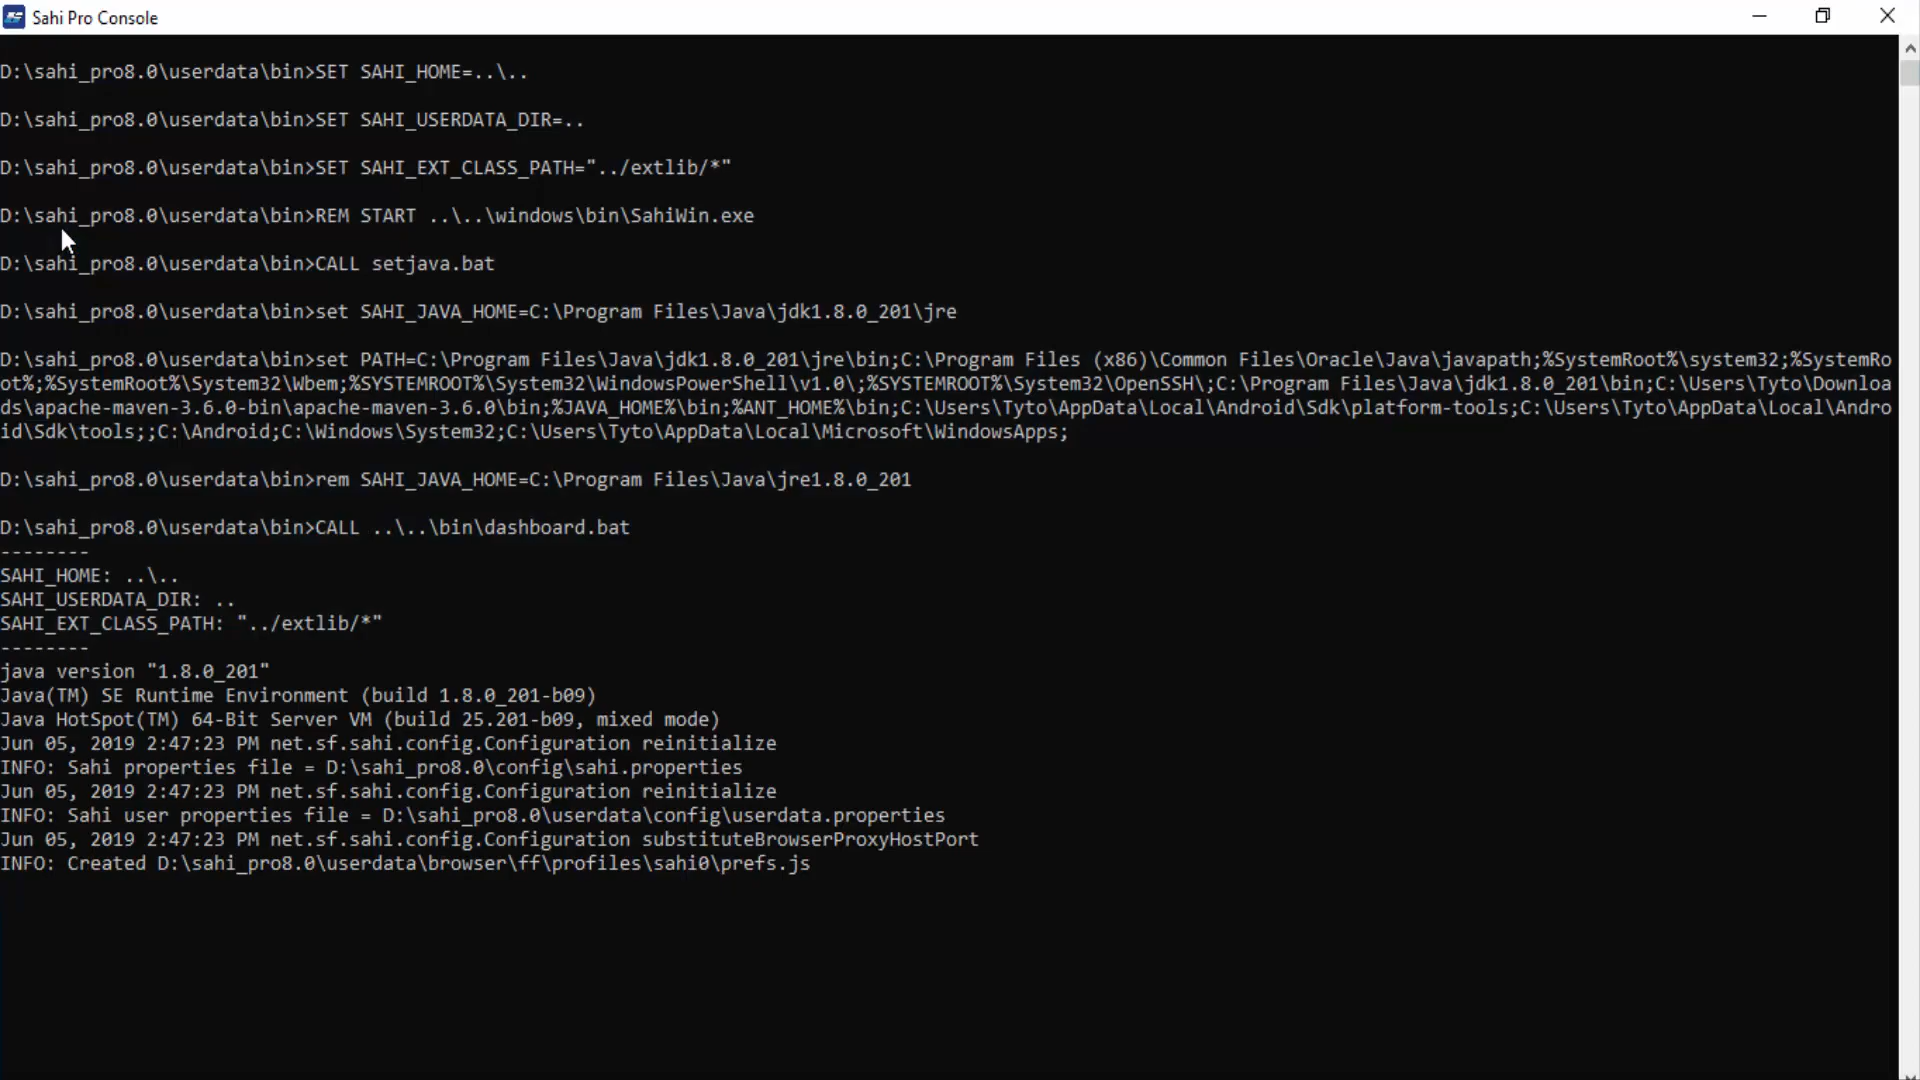 Sahi Pro Console
D:\sahi_pro8.0\userdata\bin>SET SAHI_HOME=..\..
D:\sahi_pro8.0\userdata\bin>SET SAHI_USERDATA_DIR=..
D:\sahi_pro8.0\userdata\bin>SET SAHI_EXT_CLASS_PATH="../extlib/*"
D:\sahi_pro8.0\userdata\bin>REM START ..\..\windows\bin\SahiWin.exe
D:\sahi_pro8.0\userdata\bin>CALL setjava.bat
D:\sahi_pro8.0\userdata\bin>set SAHI_JAVA_HOME=C:\Program Files\Java\jdk1.8.0_201\jre
D:\sahi_pro8.0\userdata\bin>set PATH=C:\Program Files\Java\jdk1.8.0_201\jre\bin;C:\Program Files (x86)\Common Files\Oracle\Java\javapath;%SystemRoot%\system32;%SystemRo
ot%;%SystemRoot%\System32\Wbem;%SYSTEMROOT%\System32\WindowsPowerShell\v1.0\;%SYSTEMROOT%\System32\OpenSSH\;C:\Program Files\Java\jdk1.8.0_201\bin;C:\Users\Tyto\Downloa
ds\apache-maven-3.6.0-bin\apache-maven-3.6.0\bin;%JAVA_HOME%\bin;%ANT_HOME%\bin;C:\Users\Tyto\AppData\Local\Android\Sdk\platform-tools;C:\Users\Tyto\AppData\Local\Andro
id\Sdk\tools;;C:\Android;C:\Windows\System32;C:\Users\Tyto\AppData\Local\Microsoft\WindowsApps;
D:\sahi_pro8.0\userdata\bin>rem SAHI_JAVA_HOME=C:\Program Files\Java\jre1.8.0_201
D:\sahi_pro8.0\userdata\bin>CALL ..\..\bin\dashboard.bat
--------
SAHI_HOME: ..\..
SAHI_USERDATA_DIR: ..
SAHI_EXT_CLASS_PATH: "../extlib/*"
--------
java version "1.8.0_201"
Java(TM) SE Runtime Environment (build 1.8.0_201-b09)
Java HotSpot(TM) 64-Bit Server VM (build 25.201-b09, mixed mode)
Jun 05, 2019 2:47:23 PM net.sf.sahi.config.Configuration reinitialize
INFO: Sahi properties file = D:\sahi_pro8.0\config\sahi.properties
Jun 05, 2019 2:47:23 PM net.sf.sahi.config.Configuration reinitialize
INFO: Sahi user properties file = D:\sahi_pro8.0\userdata\config\userdata.properties
Jun 05, 2019 2:47:23 PM net.sf.sahi.config.Configuration substituteBrowserProxyHostPort
INFO: Created D:\sahi_pro8.0\userdata\browser\ff\profiles\sahi0\prefs.js